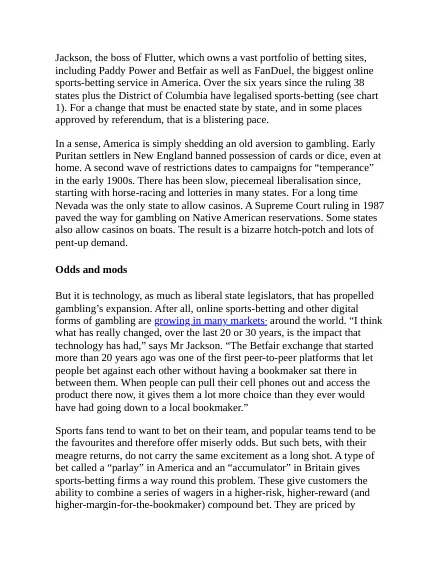 Jackson, the boss of Flutter, which owns a vast portfolio of betting sites,
including Paddy Power and Betfair as well as FanDuel, the biggest online
sports-betting service in America. Over the six years since the ruling 38
states plus the District of Columbia have legalised sports-betting (see chart
1). For a change that must be enacted state by state, and in some places
approved by referendum, that is a blistering pace.
In a sense, America is simply shedding an old aversion to gambling. Early
Puritan settlers in New England banned possession of cards or dice, even at
home. A second wave of restrictions dates to campaigns for “temperance”
in the early 1900s. There has been slow, piecemeal liberalisation since,
starting with horse-racing and lotteries in many states. For a long time
Nevada was the only state to allow casinos. A Supreme Court ruling in 1987
paved the way for gambling on Native American reservations. Some states
also allow casinos on boats. The result is a bizarre hotch-potch and lots of
pent-up demand.
Odds and mods
But it is technology, as much as liberal state legislators, that has propelled
gambling’s expansion. After all, online sports-betting and other digital
forms of gambling are growing in many markets around the world. “I think
what has really changed, over the last 20 or 30 years, is the impact that
technology has had,” says Mr Jackson. “The Betfair exchange that started
more than 20 years ago was one of the first peer-to-peer platforms that let
people bet against each other without having a bookmaker sat there in
between them. When people can pull their cell phones out and access the
product there now, it gives them a lot more choice than they ever would
have had going down to a local bookmaker.”
Sports fans tend to want to bet on their team, and popular teams tend to be
the favourites and therefore offer miserly odds. But such bets, with their
meagre returns, do not carry the same excitement as a long shot. A type of
bet called a “parlay” in America and an “accumulator” in Britain gives
sports-betting firms a way round this problem. These give customers the
ability to combine a series of wagers in a higher-risk, higher-reward (and
higher-margin-for-the-bookmaker) compound bet. They are priced by